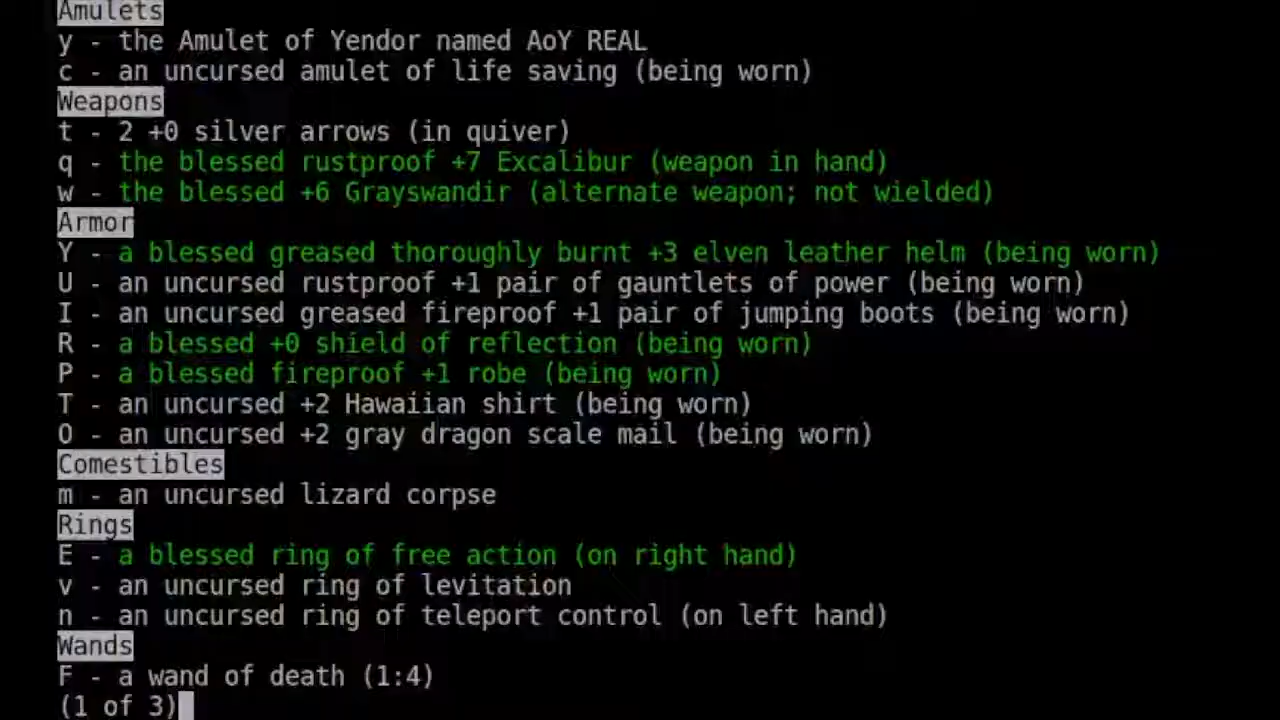 Amulets
y - the Amulet of Yendor named AoY REAL
c - an uncursed amulet of life saving (being worn)
Weapons
t - 2 +0 silver arrows (in quiver)
q - the blessed rustproof +7 Excalibur (weapon in hand)
w - the blessed +6 Grayswandir (alternate weapon; not wielded)
Armor
Y - a blessed greased thoroughly burnt +3 elven leather helm (being worn)
U - an uncursed rustproof +1 pair of gauntlets of power (being worn)
I - an uncursed greased fireproof +1 pair of jumping boots (being worn)
R - a blessed +0 shield of reflection (being worn)
P - a blessed fireproof +1 robe (being worn)
T - an uncursed +2 Hawaiian shirt (being worn)
O - an uncursed +2 gray dragon scale mail (being worn)
Comestibles
m - an uncursed lizard corpse
Rings
E - a blessed ring of free action (on right hand)
v - an uncursed ring of levitation
n - an uncursed ring of teleport control (on left hand)
Wands
F - a wand of death (1:4)
(1 of 3)